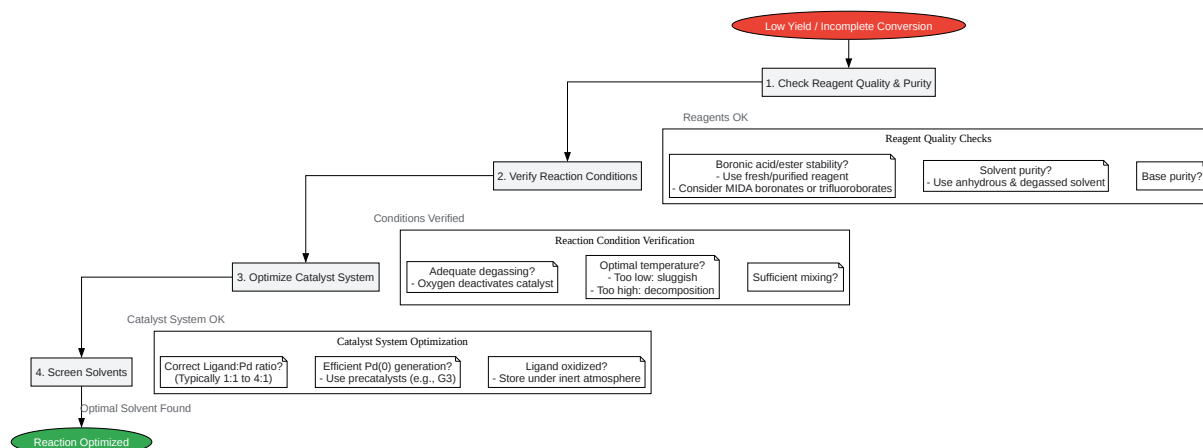 Low Yield / Incomplete Conversion
1. Check Reagent Quality & Purity
Reagents OK
Reagent Quality Checks
Boronic acid/ester stability?
- Use fresh/purified reagent
- Consider MIDA boronates or trifluoroborates
Solvent purity?
- Use anhydrous & degassed solvent
Base purity?
2. Verify Reaction Conditions
Conditions Verified
Reaction Condition Verification
Adequate degassing?
- Oxygen deactivates catalyst
Optimal temperature?
- Too low: sluggish
- Too high: decomposition
Sufficient mixing?
3. Optimize Catalyst System
Catalyst System OK
Catalyst System Optimization
Correct Ligand:Pd ratio?
(Typically 1:1 to 4:1)
Efficient Pd(0) generation?
- Use precatalysts (e.g., G3)
Ligand oxidized?
- Store under inert atmosphere
4. Screen Solvents
Optimal Solvent Found
Reaction Optimized